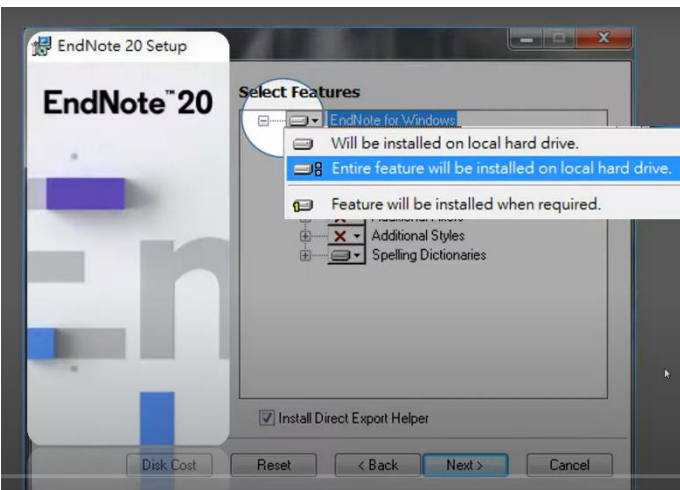 EndNote 20 Setup
EndNote™ 20
Select Features
EndNote for Windows
Will be installed on local hard drive.
Entire feature will be installed on local hard drive.
Feature will be installed when required.
Additional Styles
Spelling Dictionaries
Install Direct Export Helper
Disk Cost
Reset
< Back
Next >
Cancel